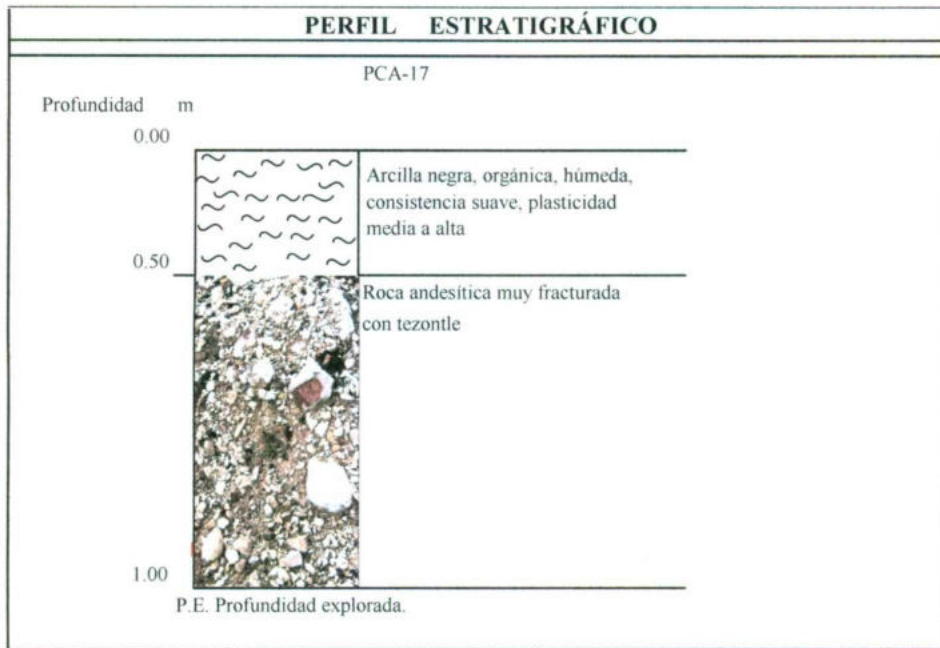 PERFIL ESTRATIGRÁFICO
PCA-17
Profundidad m
0.00
Arcilla negra, orgánica, húmeda,
consistencia suave, plasticidad
media a alta
0.50
Roca andesítica muy fracturada
con tezontle
1.00
P.E. Profundidad explorada.